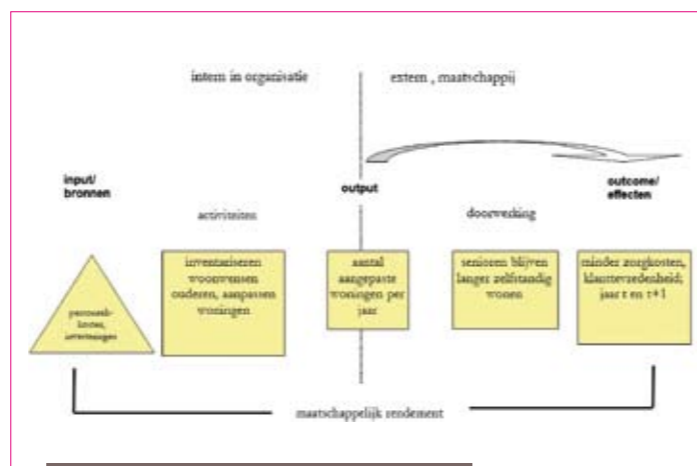 intern in organisatie
extern , maatschappij
input/
bronnen
output
outcome/
effecten
activiteiten
doorwerking
personeels-
kosten,
investeringen
inventariseren
woonwensen
ouderen, aanpassen
woningen
aantal
aangepaste
woningen per
jaar
senioren blijven
langer zelfstandig
wonen
minder zorgkosten,
klanttevredenheid;
jaar t en t+1
maatschappelijk rendement